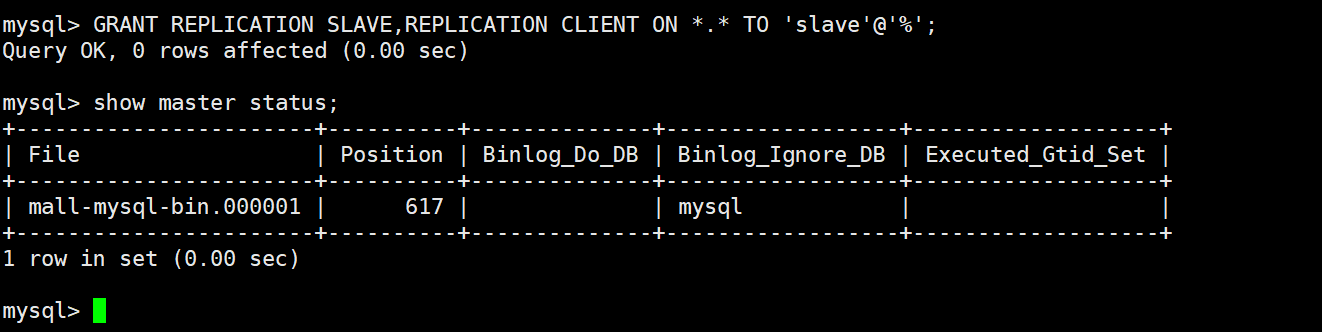 mysql> GRANT REPLICATION SLAVE,REPLICATION CLIENT ON *.* TO 'slave'@'%';
Query OK, 0 rows affected (0.00 sec)
mysql> show master status;
+----------------------+----------+--------------+------------------+-------------------+
| File                 | Position | Binlog_Do_DB | Binlog_Ignore_DB | Executed_Gtid_Set |
+----------------------+----------+--------------+------------------+-------------------+
| mall-mysql-bin.000001 |      617 |              | mysql            |                   |
+----------------------+----------+--------------+------------------+-------------------+
1 row in set (0.00 sec)
mysql>